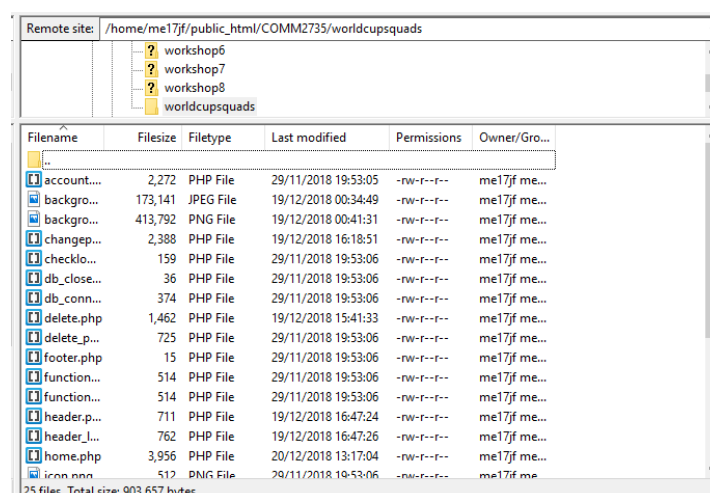 Remote site: /home/me17jf/public_html/COMM2735/worldcupsquads
? workshop6
? workshop7
? workshop8
worldcupsquads
Filename Filesize Filetype Last modified Permissions Owner/Gro...
..
account.... 2,272 PHP File 29/11/2018 19:53:05 -rw-r--r-- me17jf me...
backgro... 173,141 JPEG File 19/12/2018 00:34:49 -rw-r--r-- me17jf me...
backgro... 413,792 PNG File 19/12/2018 00:41:31 -rw-r--r-- me17jf me...
changep... 2,388 PHP File 19/12/2018 16:18:51 -rw-r--r-- me17jf me...
checklo... 159 PHP File 29/11/2018 19:53:06 -rw-r--r-- me17jf me...
db_close... 36 PHP File 29/11/2018 19:53:06 -rw-r--r-- me17jf me...
db_conn... 374 PHP File 29/11/2018 19:53:06 -rw-r--r-- me17jf me...
delete.php 1,462 PHP File 19/12/2018 15:41:33 -rw-r--r-- me17jf me...
delete_p... 725 PHP File 29/11/2018 19:53:06 -rw-r--r-- me17jf me...
footer.php 15 PHP File 29/11/2018 19:53:06 -rw-r--r-- me17jf me...
function... 514 PHP File 29/11/2018 19:53:06 -rw-r--r-- me17jf me...
function... 514 PHP File 29/11/2018 19:53:06 -rw-r--r-- me17jf me...
header.p... 711 PHP File 19/12/2018 16:47:24 -rw-r--r-- me17jf me...
header_l... 762 PHP File 19/12/2018 16:47:26 -rw-r--r-- me17jf me...
home.php 3,956 PHP File 20/12/2018 13:17:04 -rw-r--r-- me17jf me...
icon.png 512 PNG File 29/11/2018 19:53:06 -rw-r--r-- me17jf me...
25 files. Total size: 903,657 bytes